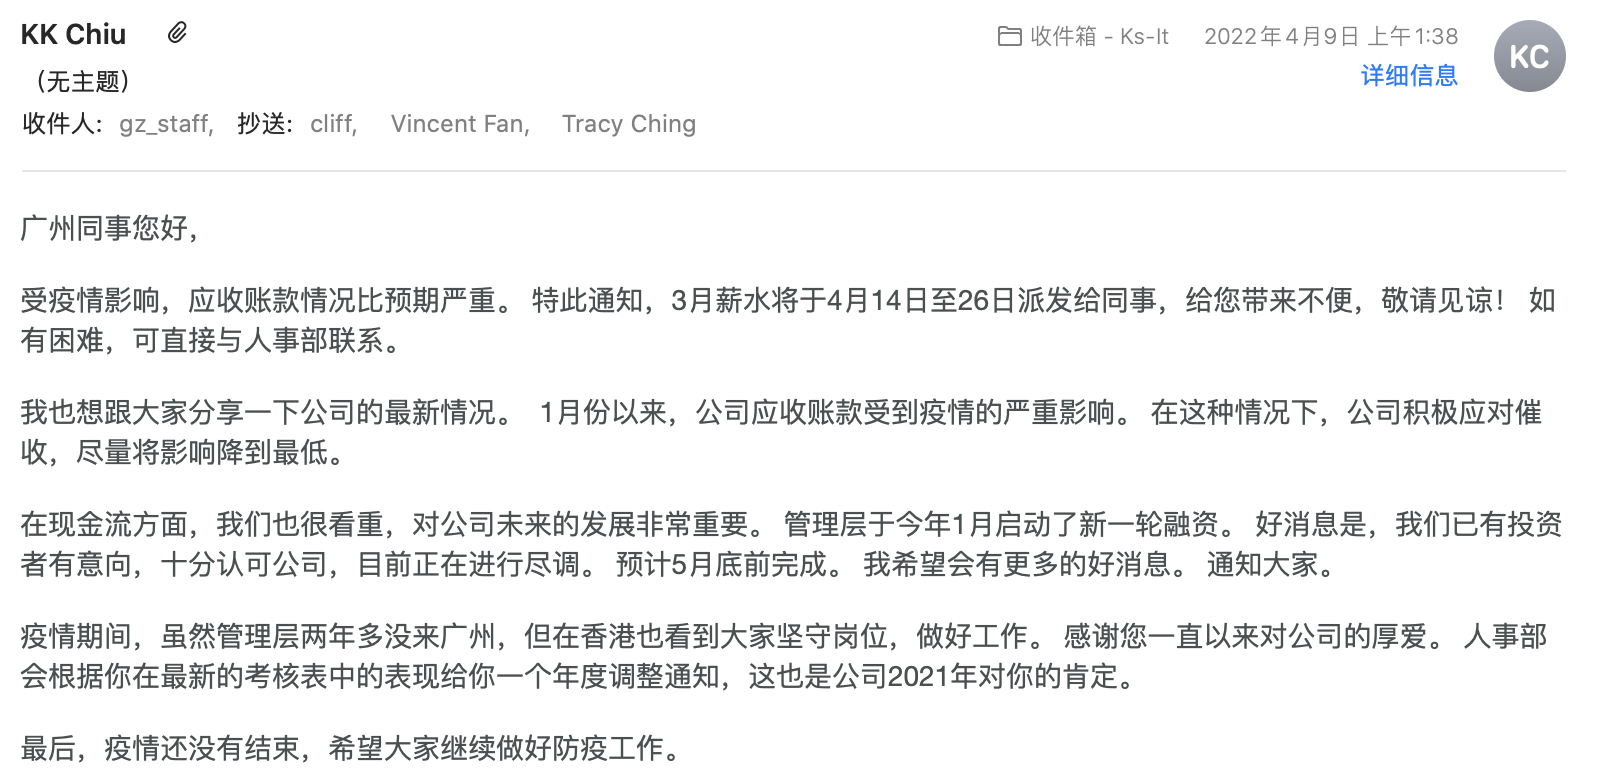 KK Chiu
收件箱 - Ks-It 2022年4月9日 上午1:38
KC
（无主题）
详细信息
收件人: gz_staff, 抄送: cliff, Vincent Fan, Tracy Ching
广州同事您好，
受疫情影响，应收账款情况比预期严重。 特此通知，3月薪水将于4月14日至26日派发给同事，给您带来不便，敬请见谅！ 如
有困难，可直接与人事部联系。
我也想跟大家分享一下公司的最新情况。 1月份以来，公司应收账款受到疫情的严重影响。 在这种情况下，公司积极应对催
收，尽量将影响降到最低。
在现金流方面，我们也很看重，对公司未来的发展非常重要。 管理层于今年1月启动了新一轮融资。 好消息是，我们已有投资
者有意向，十分认可公司，目前正在进行尽调。 预计5月底前完成。 我希望会有更多的好消息。 通知大家。
疫情期间，虽然管理层两年多没来广州，但在香港也看到大家坚守岗位，做好工作。 感谢您一直以来对公司的厚爱。 人事部
会根据你在最新的考核表中的表现给你一个年度调整通知，这也是公司2021年对你的肯定。
最后，疫情还没有结束，希望大家继续做好防疫工作。